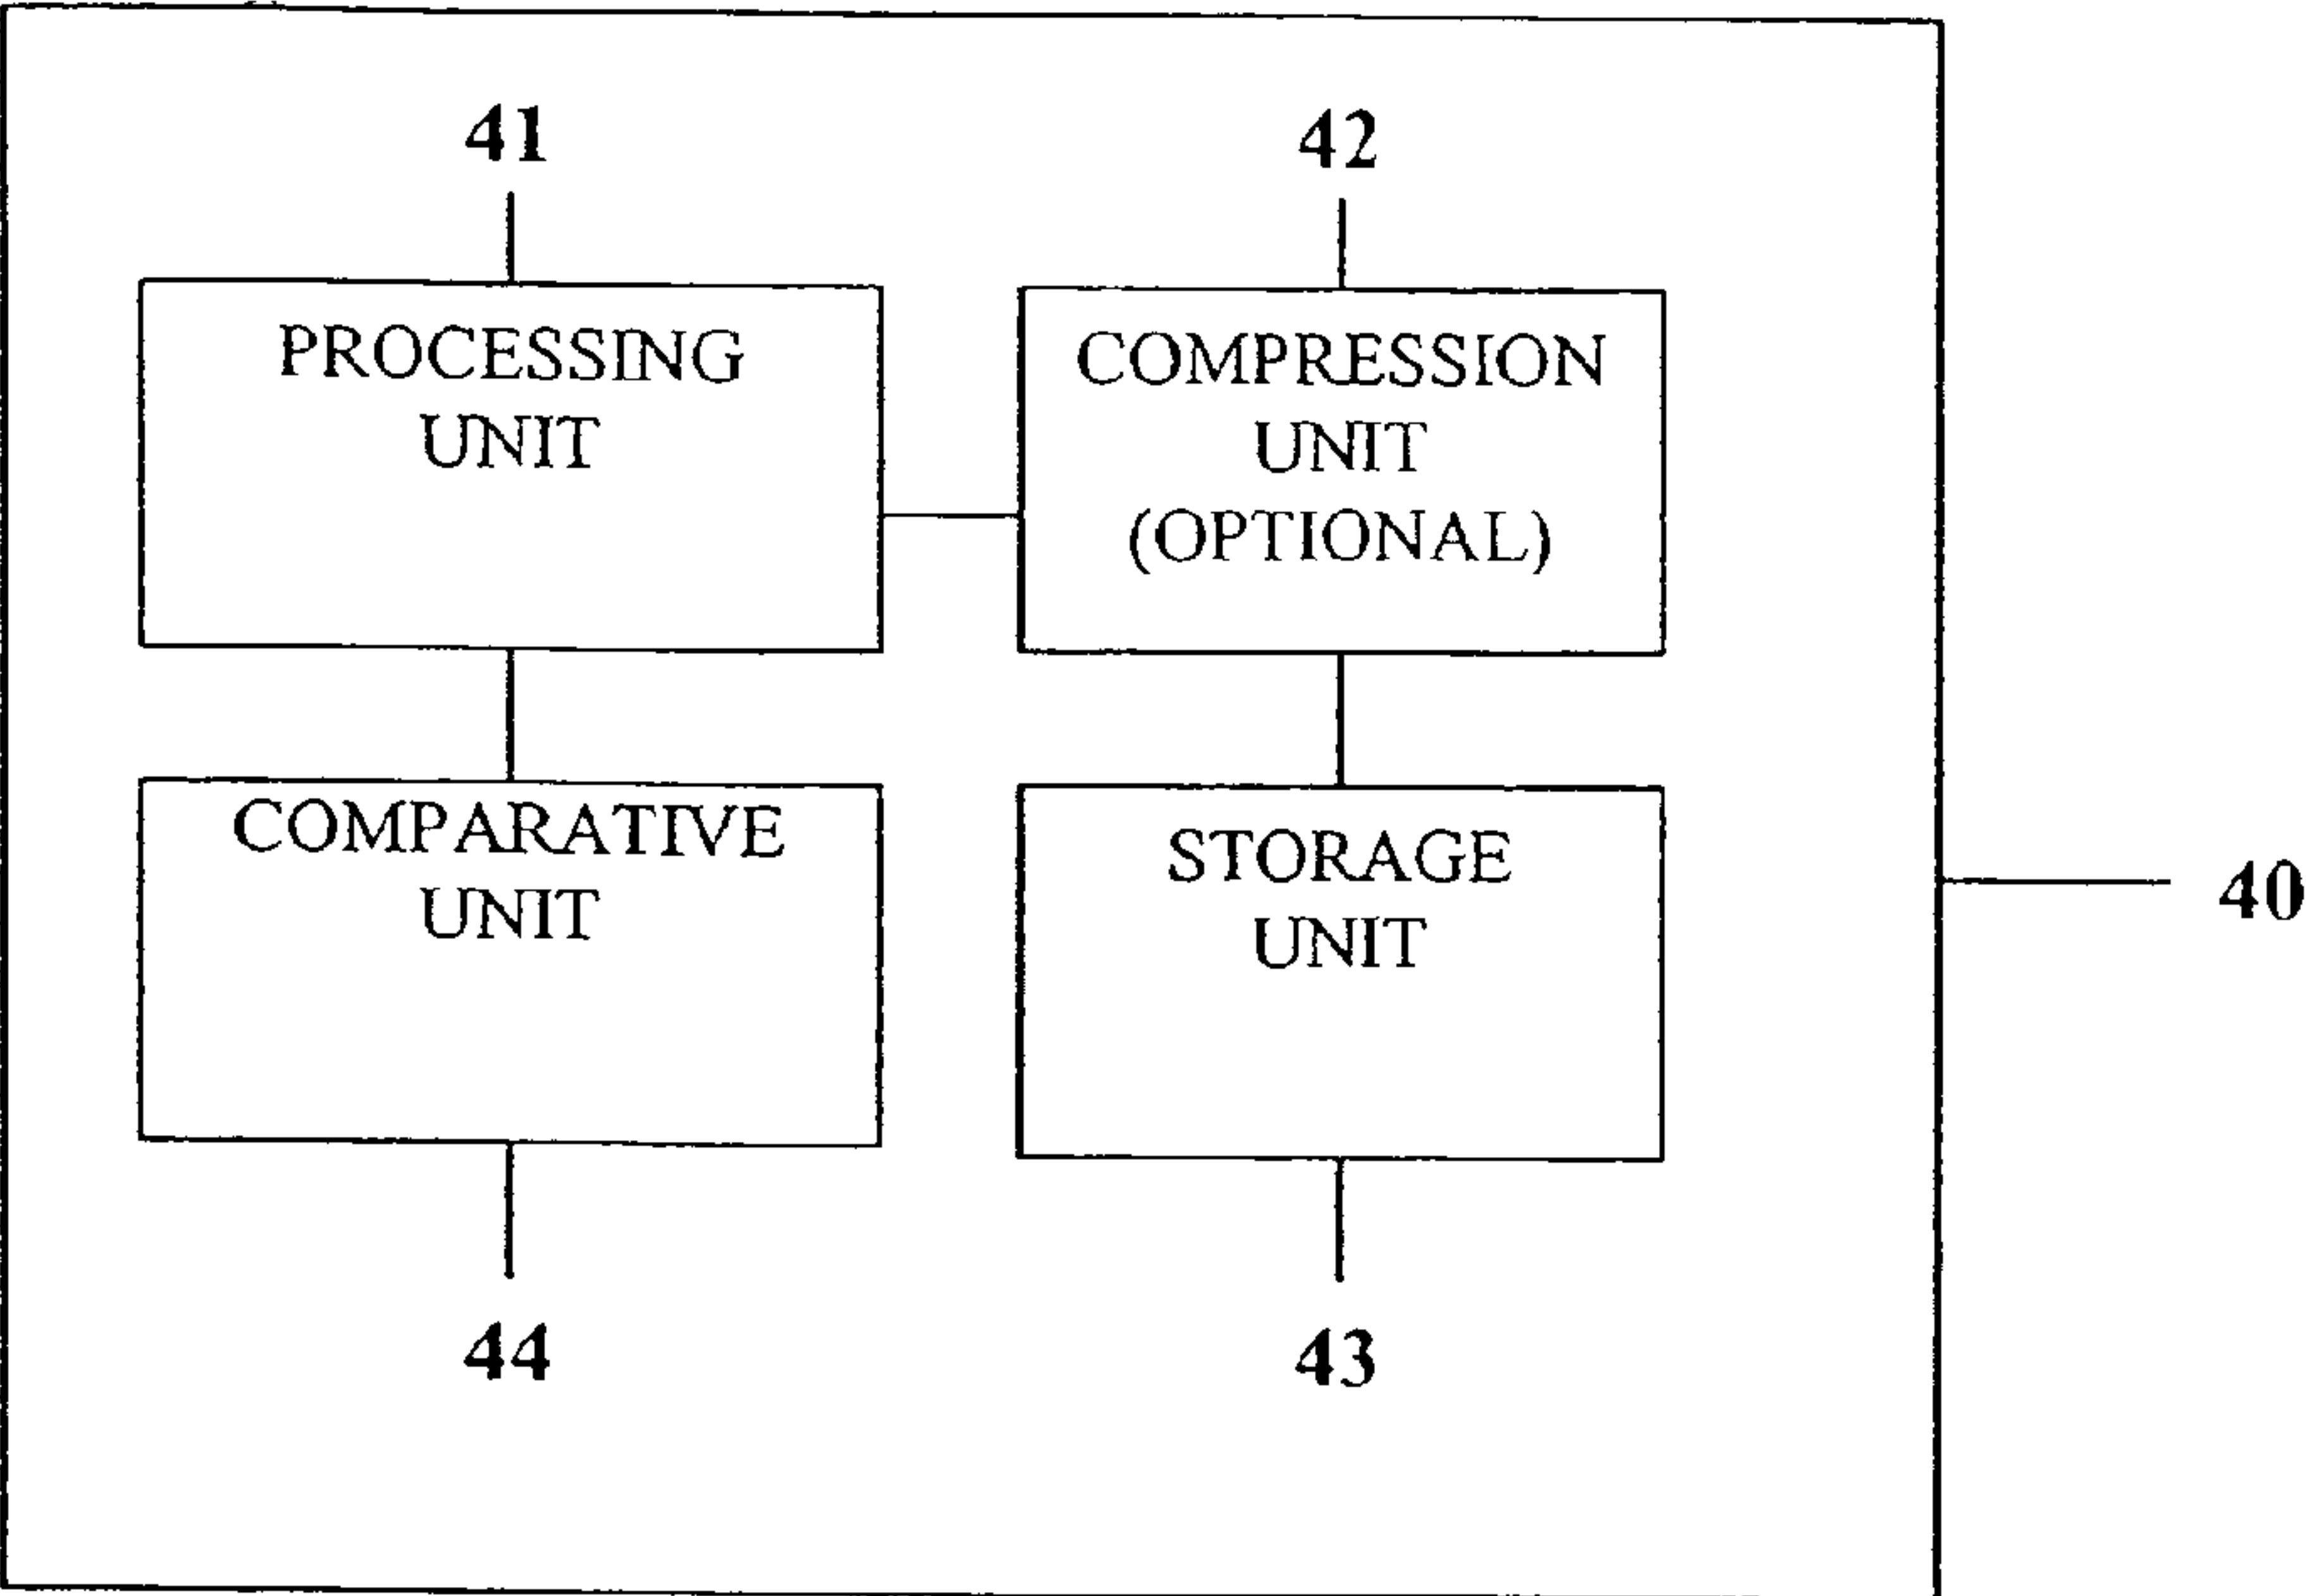 41
42
PROCESSING
UNIT
COMPRESSION
UNIT
(OPTIONAL)
COMPARATIVE
UNIT
STORAGE
UNIT
40
44
43